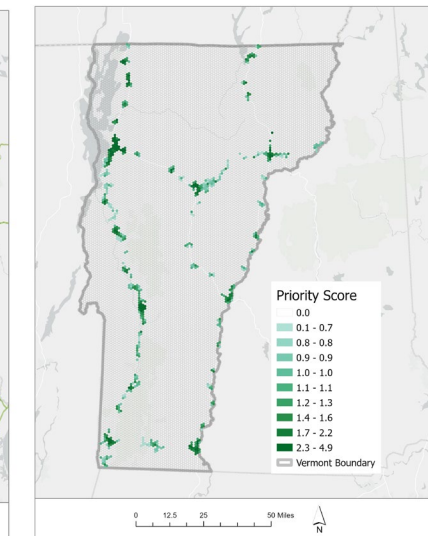 Priority Score
0.0
0.1 - 0.7
0.8 - 0.8
0.9 - 0.9
1.0 - 1.0
1.1 - 1.1
1.2 - 1.3
1.4 - 1.6
1.7 - 2.2
2.3 - 4.9
Vermont Boundary
0 12.5 25 50 Miles
N